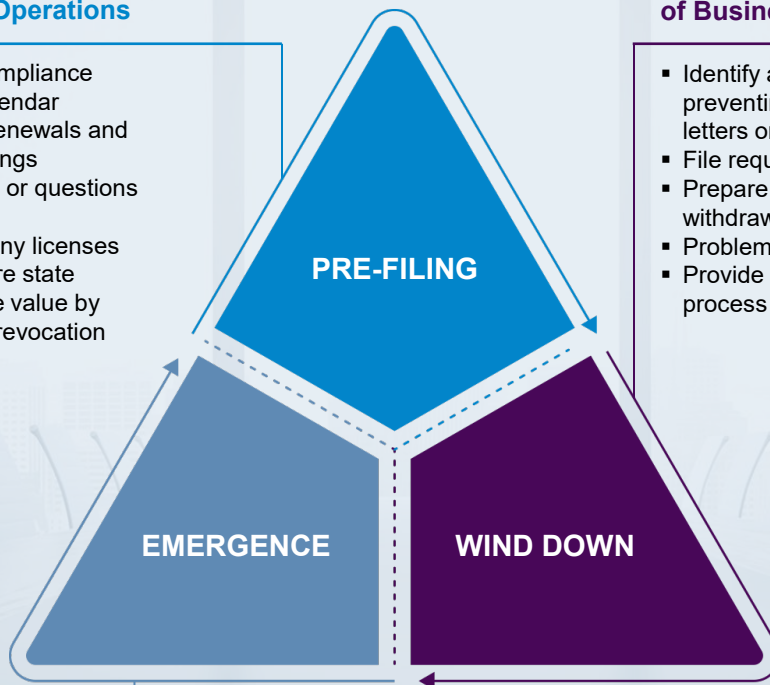 Operations
mpliance
endar
enewals and
ngs
or questions
ny licenses
re state
e value by
revocation
PRE-FILING
EMERGENCE
WIND DOWN
of Busine
▪ Identify a
preventi
letters o
▪ File requ
▪ Prepare
withdraw
▪ Problem
▪ Provide
process